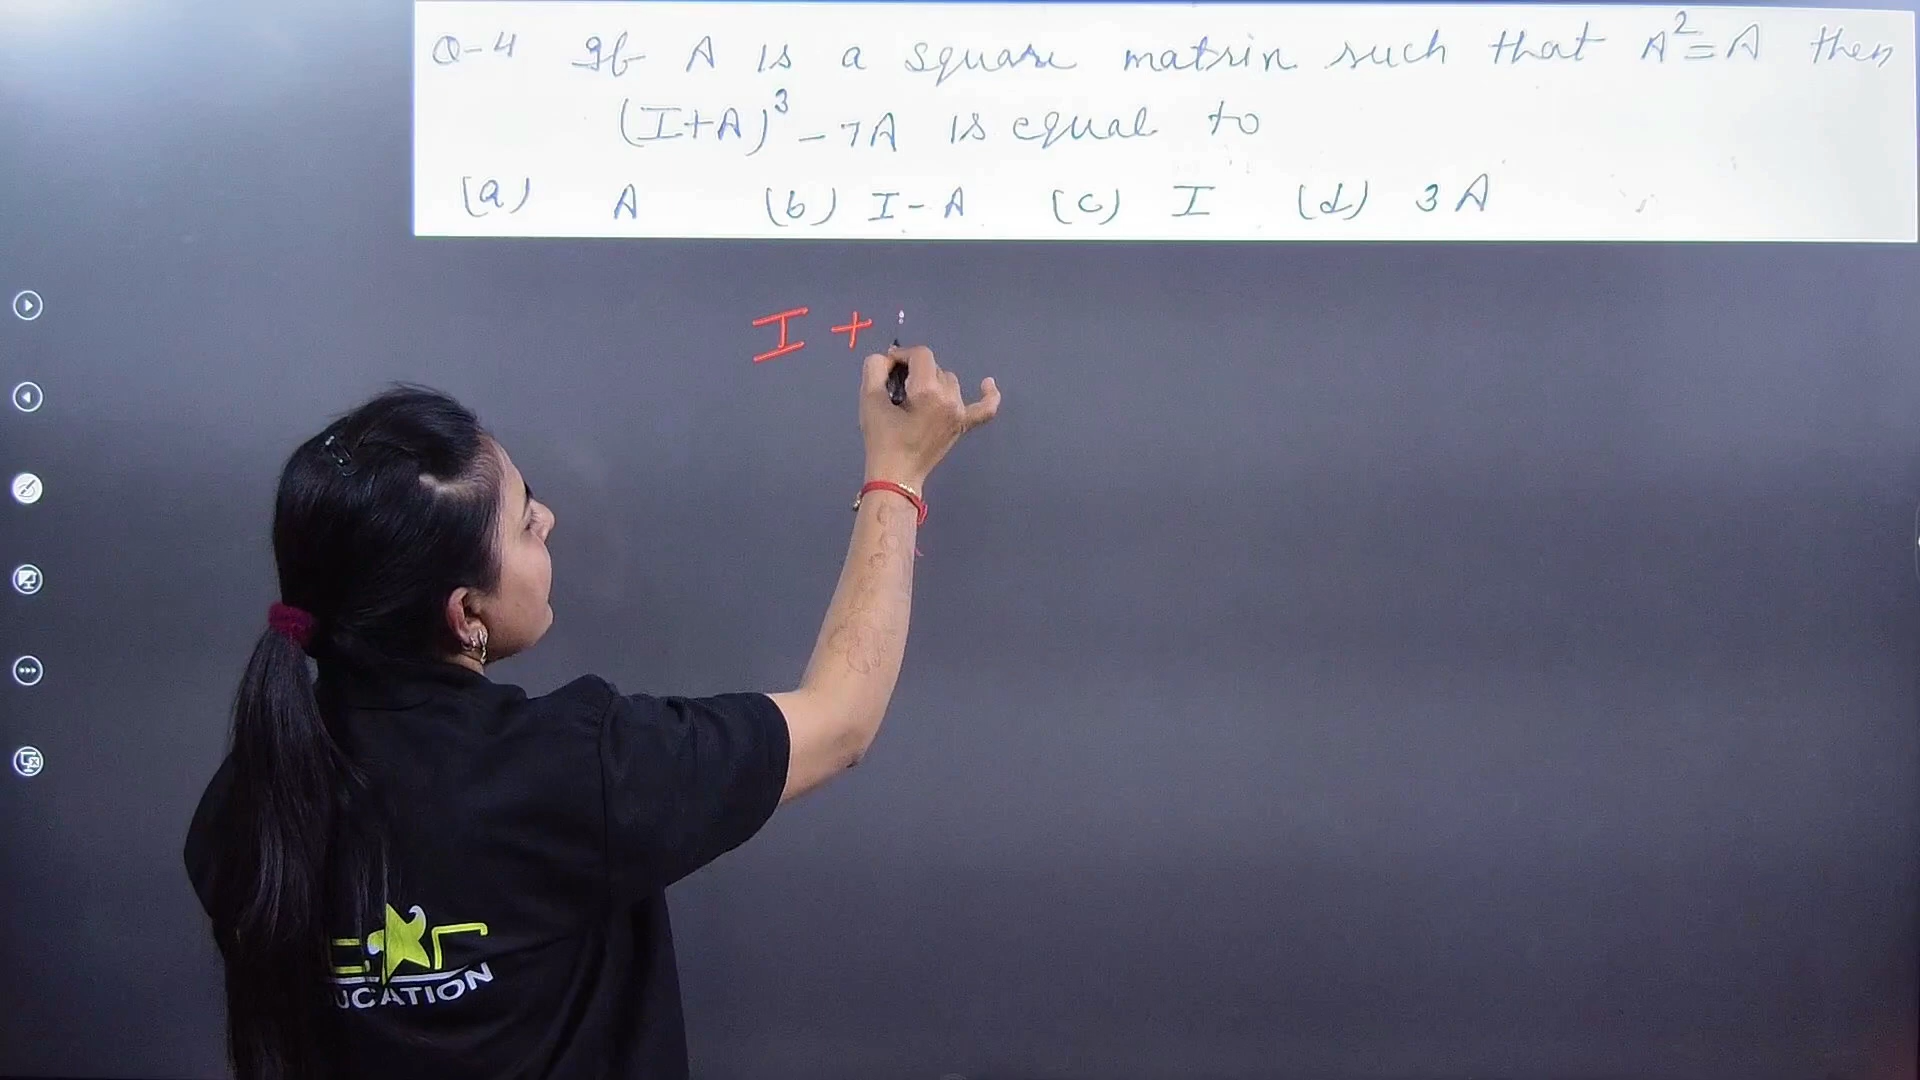 Q-4 If A is a square matrix such that A²=A then
(I+A)³-7A is equal to
(a) A (b) I-A (c) I (d) 3A
I +
UCATION